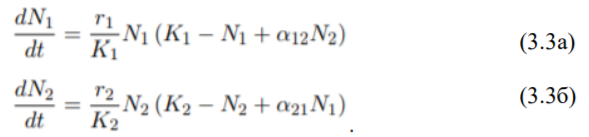 dN₁/dt = r₁/K₁ N₁ (K₁ − N₁ + α₁₂N₂) (3.3а)
dN₂/dt = r₂/K₂ N₂ (K₂ − N₂ + α₂₁N₁) . (3.3б)